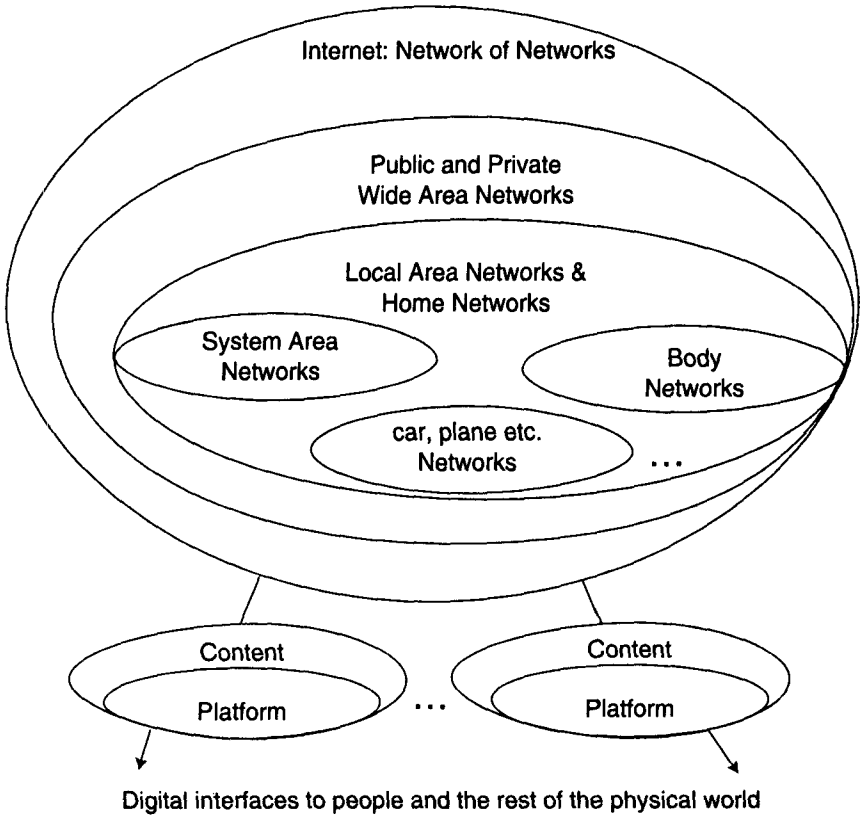 Internet: Network of Networks
Public and Private
Wide Area Networks
Local Area Networks &
Home Networks
System Area
Networks
Body
Networks
car, plane etc.
Networks
...
Content
Platform
...
Content
Platform
Digital interfaces to people and the rest of the physical world